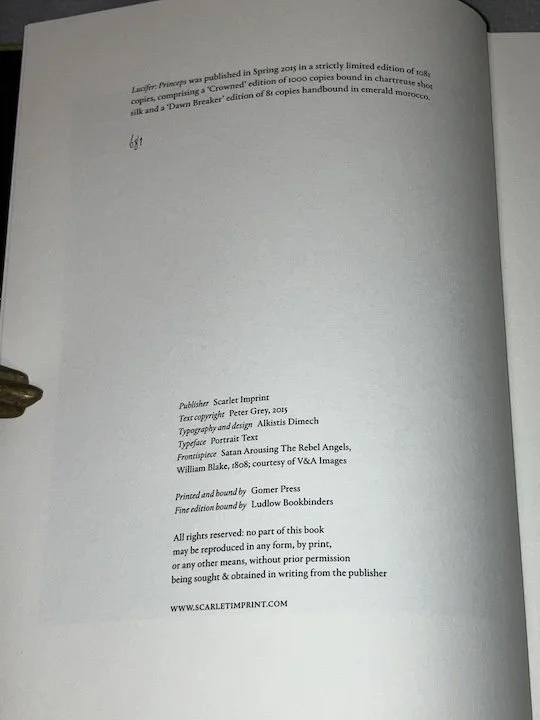 Lucifer: Princeps was published in Spring 2015 in a strictly limited edition of 1081
copies, comprising a ‘Crowned’ edition of 1000 copies bound in chartreuse shot
silk and a ‘Dawn Breaker’ edition of 81 copies handbound in emerald morocco.
689
Publisher Scarlet Imprint
Text copyright Peter Grey, 2015
Typography and design Alkistis Dimech
Typeface Portrait Text
Frontispiece Satan Arousing The Rebel Angels,
William Blake, 1808; courtesy of V&A Images
Printed and bound by Gomer Press
Fine edition bound by Ludlow Bookbinders
All rights reserved: no part of this book
may be reproduced in any form, by print,
or any other means, without prior permission
being sought & obtained in writing from the publisher
WWW.SCARLETIMPRINT.COM